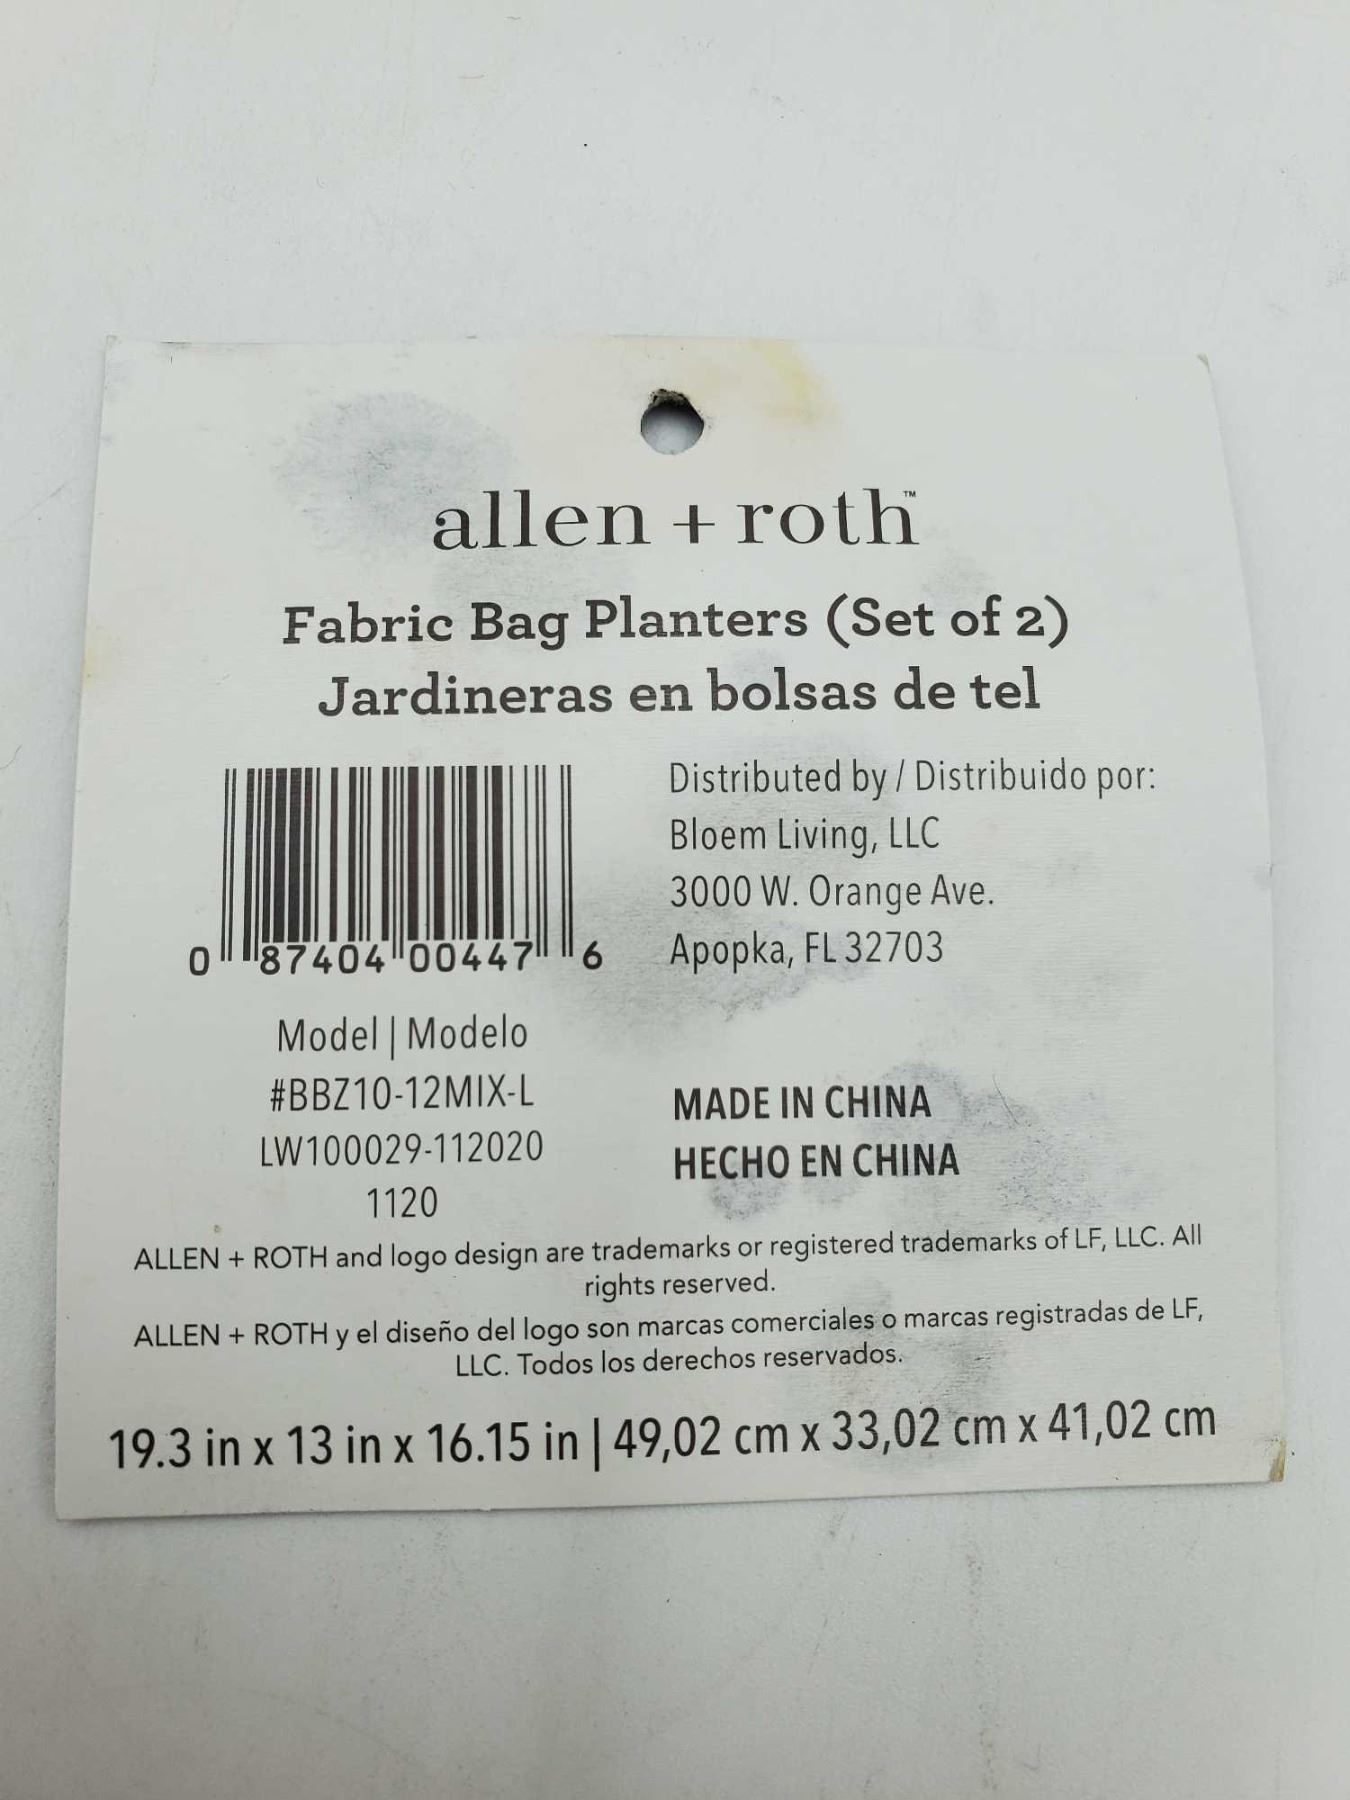 allen + roth™
Fabric Bag Planters (Set of 2)
Jardineras en bolsas de tel
Distributed by / Distribuido por:
Bloem Living, LLC
3000 W. Orange Ave.
Apopka, FL 32703
0 87404 00447 6
Model | Modelo
#BBZ10-12MIX-L
LW100029-112020
1120
MADE IN CHINA
HECHO EN CHINA
ALLEN + ROTH and logo design are trademarks or registered trademarks of LF, LLC. All
rights reserved.
ALLEN + ROTH y el diseño del logo son marcas comerciales o marcas registradas de LF,
LLC. Todos los derechos reservados.
19.3 in x 13 in x 16.15 in | 49,02 cm x 33,02 cm x 41,02 cm